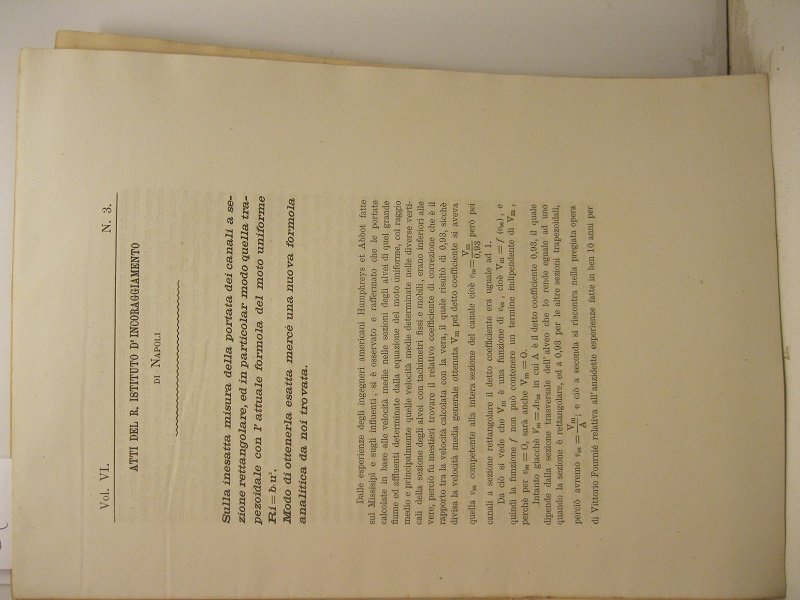 Vol. VI. N. 3.
ATTI DEL R. ISTITUTO D'INCORAGGIAMENTO
DI NAPOLI
Sulla inesatta misura della portata dei canali a se-
zione rettangolare, ed in particolar modo quella tra-
pezoidale con l'attuale formola del moto uniforme
Ri=b.u².
Modo di ottenerla esatta mercè una nuova formola
analitica da noi trovata.
Dalle esperienze degli ingegneri americani Humphreys et Abbot fatte
sul Missisipì e sugli influenti, si è osservato e raffermato che le portate
calcolate in base alle velocità medie nelle sezioni degli alvei di quel grande
fiume ed affluenti determinate dalla equazione del moto uniforme, col raggio
medio e principalmente quelle velocità medie determinate nelle diverse verti-
cali della sezione degli alvei con tachimetri fissi e mobili, erano inferiori alle
vere, perciò fu mestieri trovare il relativo coefficiente di correzione che è il
rapporto tra la velocità calcolata con la vera, il quale risultò di 0,93, sicchè
divisa la velocità media generale ottenuta Vm pel detto coefficiente si aveva
quella vm competente alla intera sezione del canale cioè vm = Vm/0,93 però pei
canali a sezione rettangolare il detto coefficiente era uguale ad 1.
Da ciò si vede che Vm è una funzione di vm, cioè Vm = f (vm), e
quindi la funzione f non può contenere un termine indipendente di Vm,
perchè per vm = O, sarà anche Vm = O.
Intanto giacchè Vm = Avm in cui A è il detto coefficiente 0,93, il quale
dipende dalla sezione trasversale dell'alveo che lo rende eguale ad uno
quando la sezione è rettangolare, ed a 0,93 per le altre sezioni trapezoidali,
perciò avremo vm = Vm/A; e ciò a seconda si riscontra nella pregiata opera
di Vittorio Fournié relativa all'anzidette esperienze fatte in ben 10 anni per